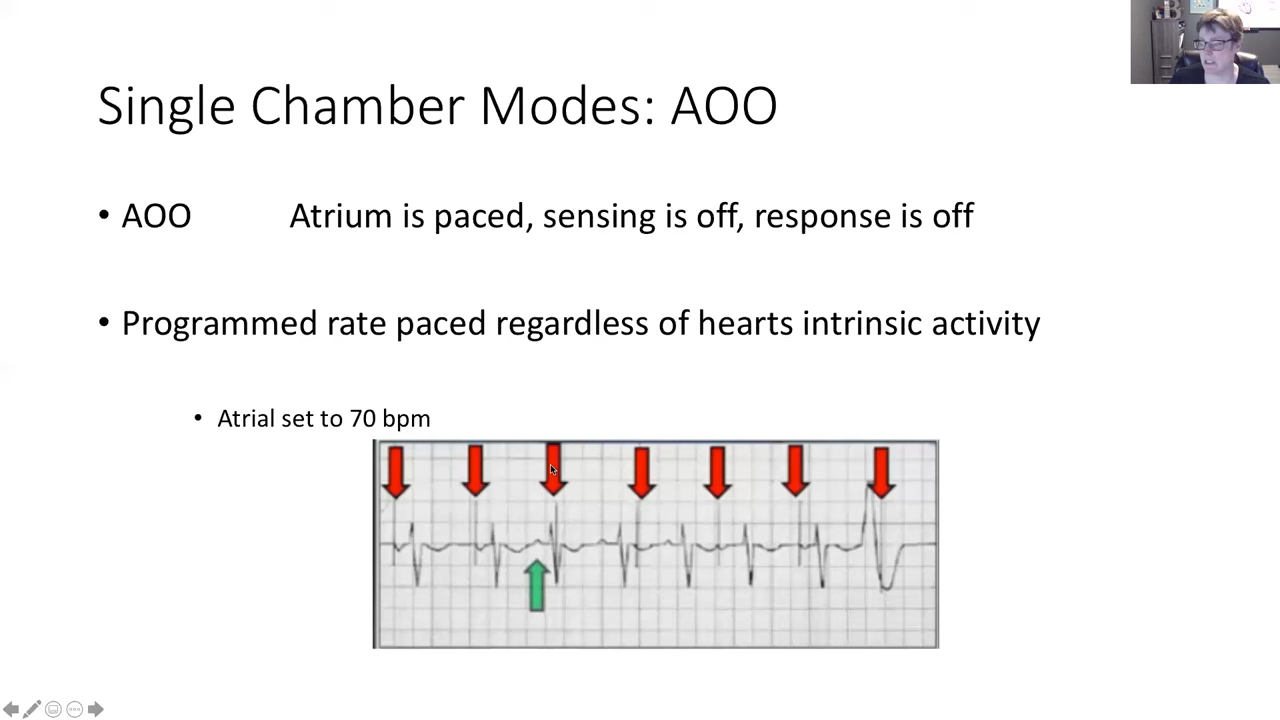 Single Chamber Modes: AOO
• AOO Atrium is paced, sensing is off, response is off
• Programmed rate paced regardless of hearts intrinsic activity
• Atrial set to 70 bpm